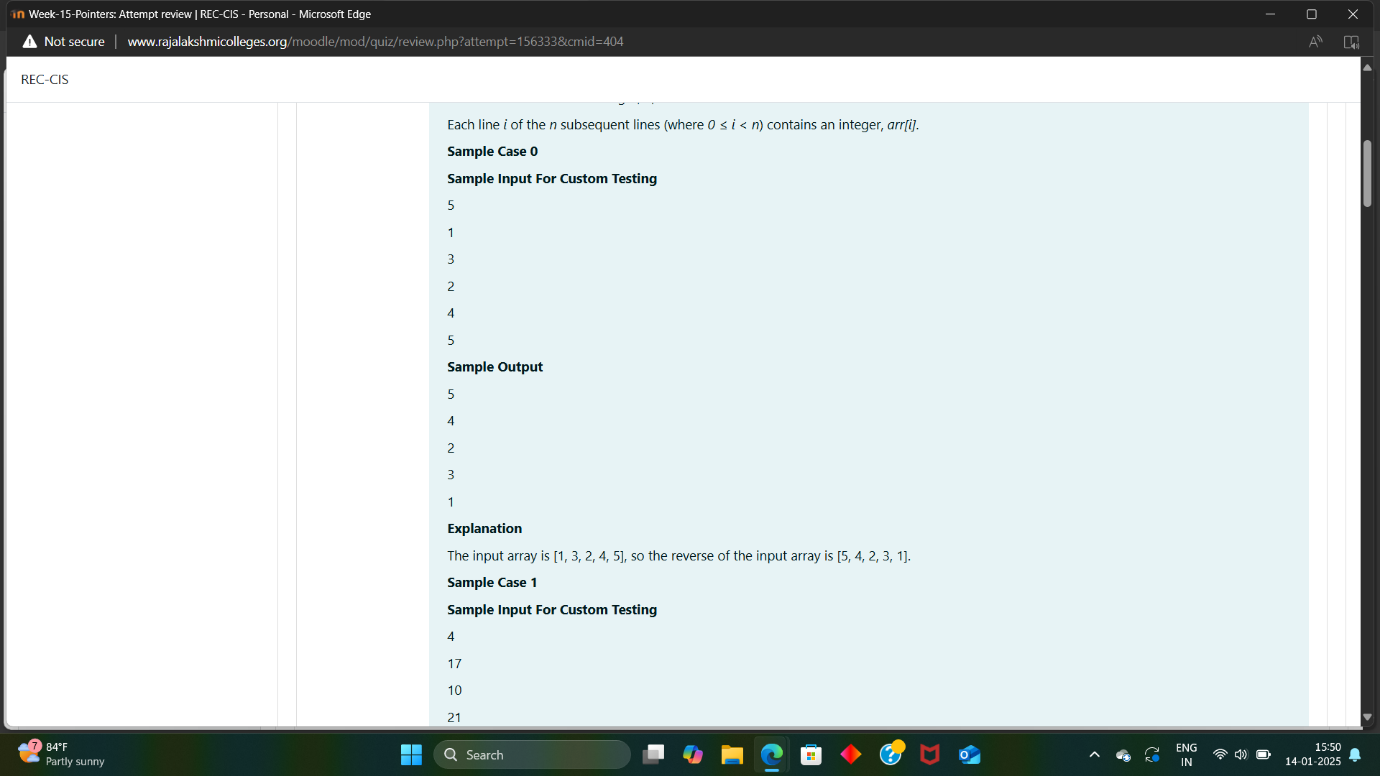 Week-15-Pointers: Attempt review | REC-CIS - Personal - Microsoft Edge
Not secure | www.rajalakshmicolleges.org/moodle/mod/quiz/review.php?attempt=156333&cmid=404
REC-CIS
Each line i of the n subsequent lines (where 0 ≤ i < n) contains an integer, arr[i].
Sample Case 0
Sample Input For Custom Testing
5
1
3
2
4
5
Sample Output
5
4
2
3
1
Explanation
The input array is [1, 3, 2, 4, 5], so the reverse of the input array is [5, 4, 2, 3, 1].
Sample Case 1
Sample Input For Custom Testing
4
17
10
21
7
84°F
Partly sunny
Search
ENG
IN
15:50
14-01-2025